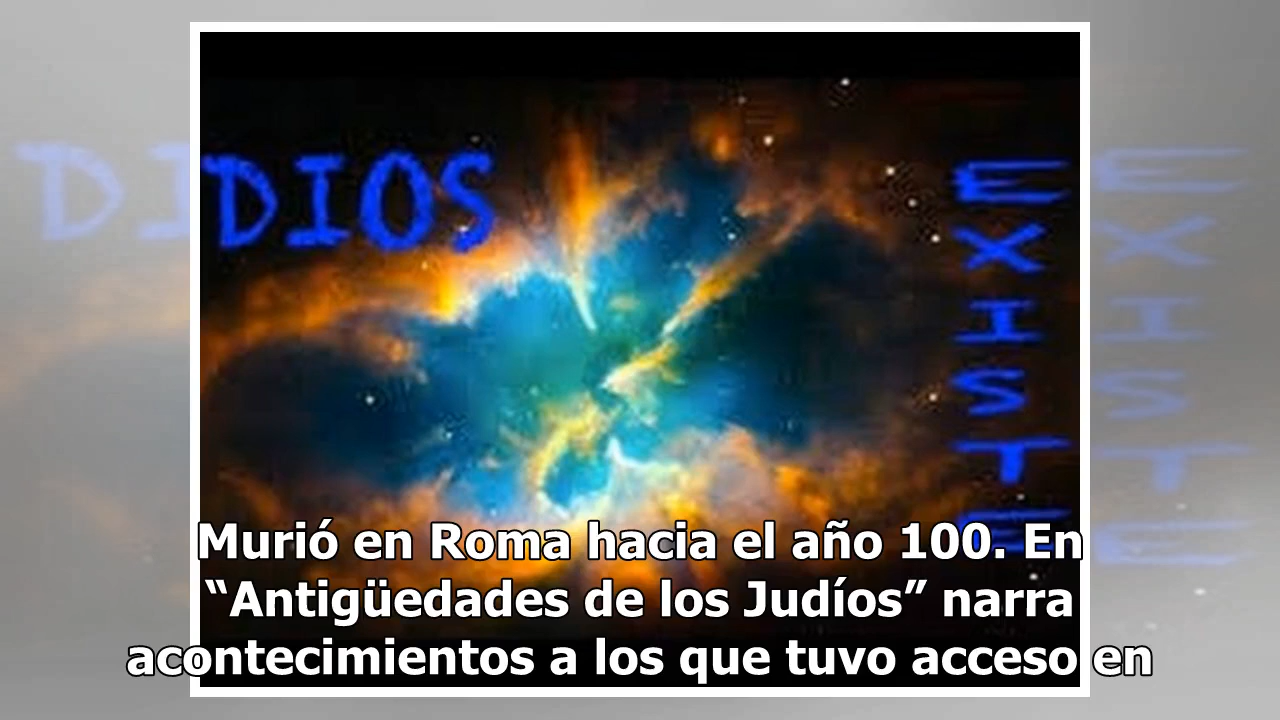 DIOS
EXISTE
Murió en Roma hacia el año 100. En
“Antigüedades de los Judíos” narra
acontecimientos a los que tuvo acceso en